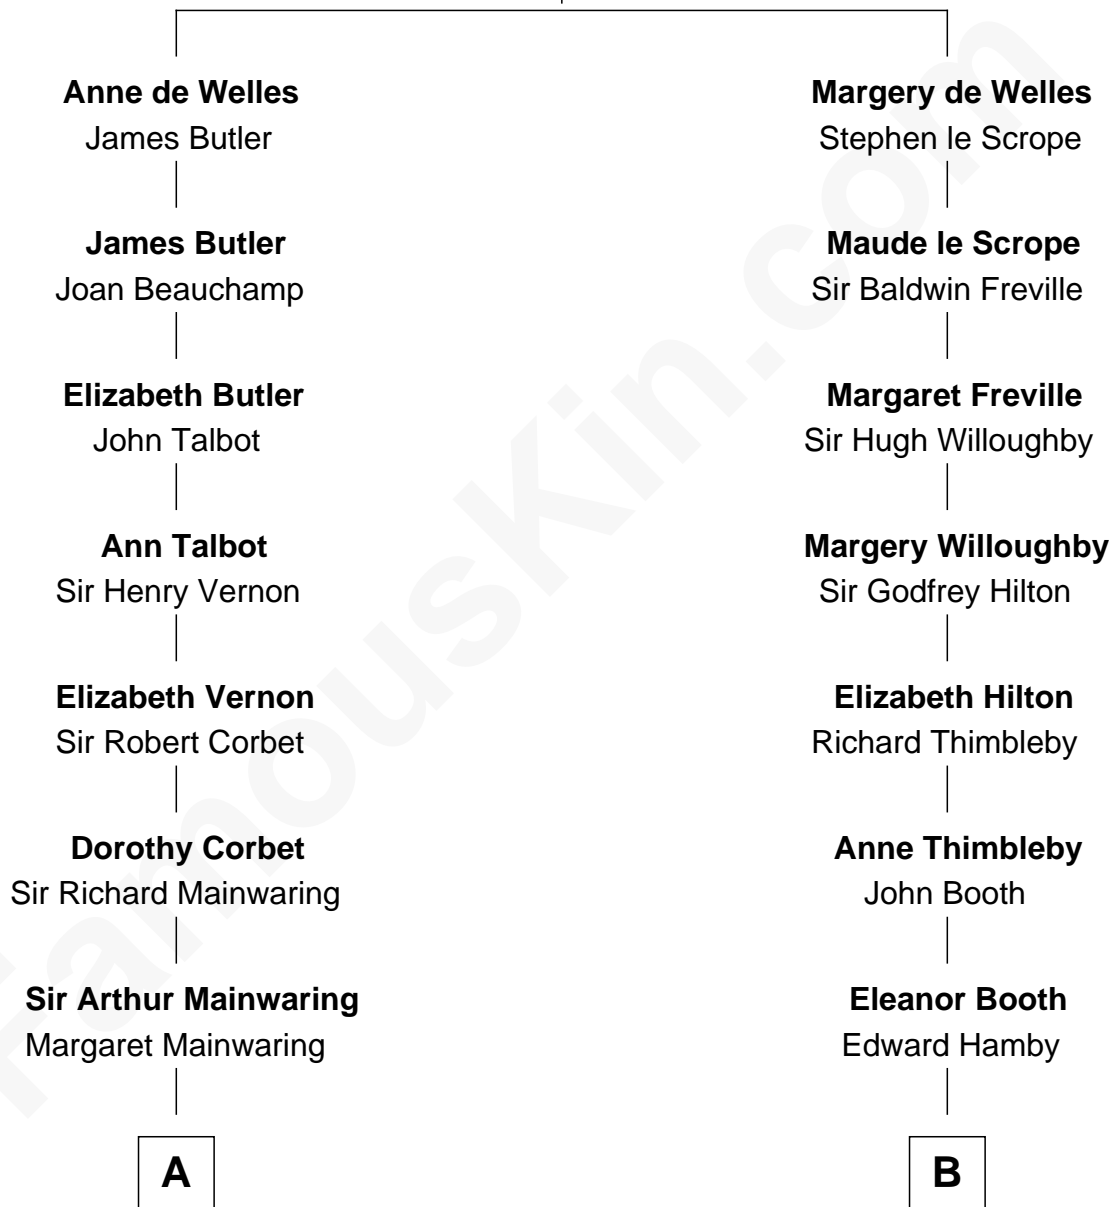 Anne de Welles
James Butler
James Butler
Joan Beauchamp
Elizabeth Butler
John Talbot
Ann Talbot
Sir Henry Vernon
Elizabeth Vernon
Sir Robert Corbet
Dorothy Corbet
Sir Richard Mainwaring
Sir Arthur Mainwaring
Margaret Mainwaring
A
Margery de Welles
Stephen le Scrope
Maude le Scrope
Sir Baldwin Freville
Margaret Freville
Sir Hugh Willoughby
Margery Willoughby
Sir Godfrey Hilton
Elizabeth Hilton
Richard Thimbleby
Anne Thimbleby
John Booth
Eleanor Booth
Edward Hamby
B
FamousKin.com